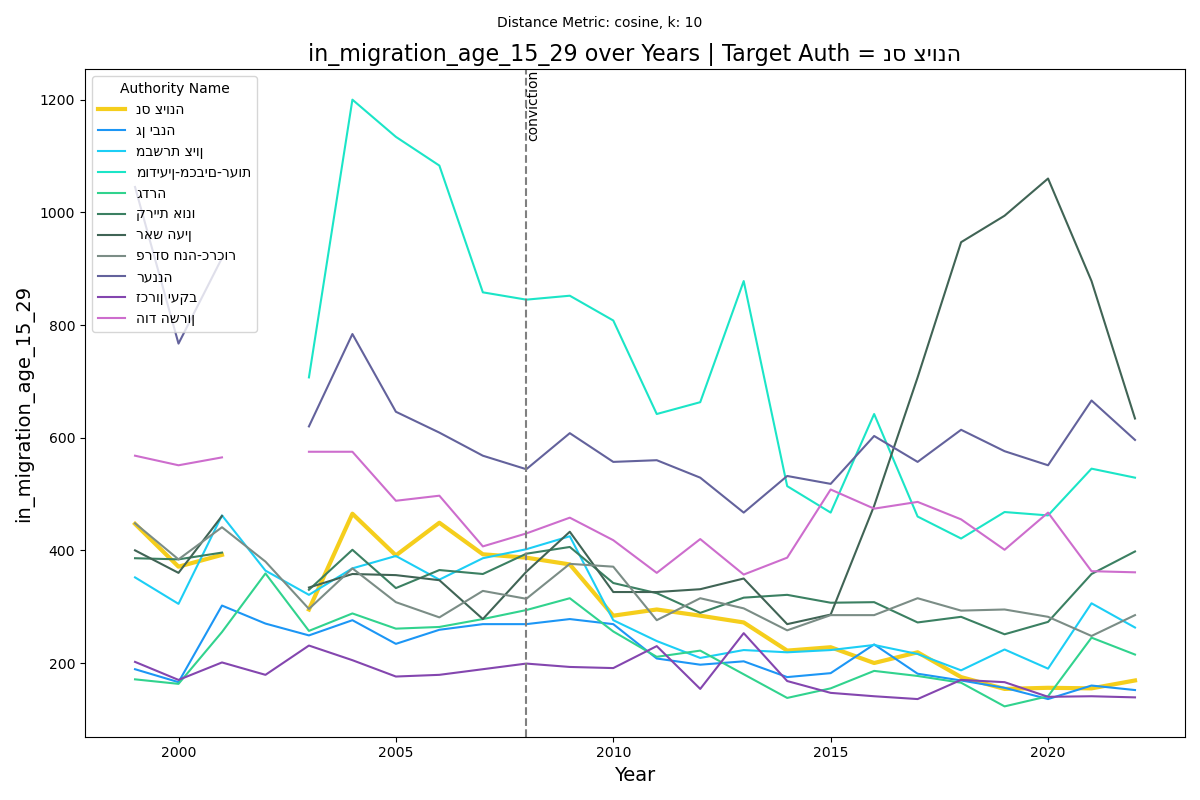 Distance Metric: cosine, k: 10
in_migration_age_15_29 over Years | Target Auth = נס ציונה
Authority Name
נס ציונה
גן יבנה
מבשרת ציון
מודיעין-מכבים-רעות
גדרה
קריית אונו
ראש העין
פרדס חנה-כרכור
רעננה
זכרון יעקב
הוד השרון
conviction
in_migration_age_15_29
1200
1000
800
600
400
200
2000
2005
2010
2015
2020
Year